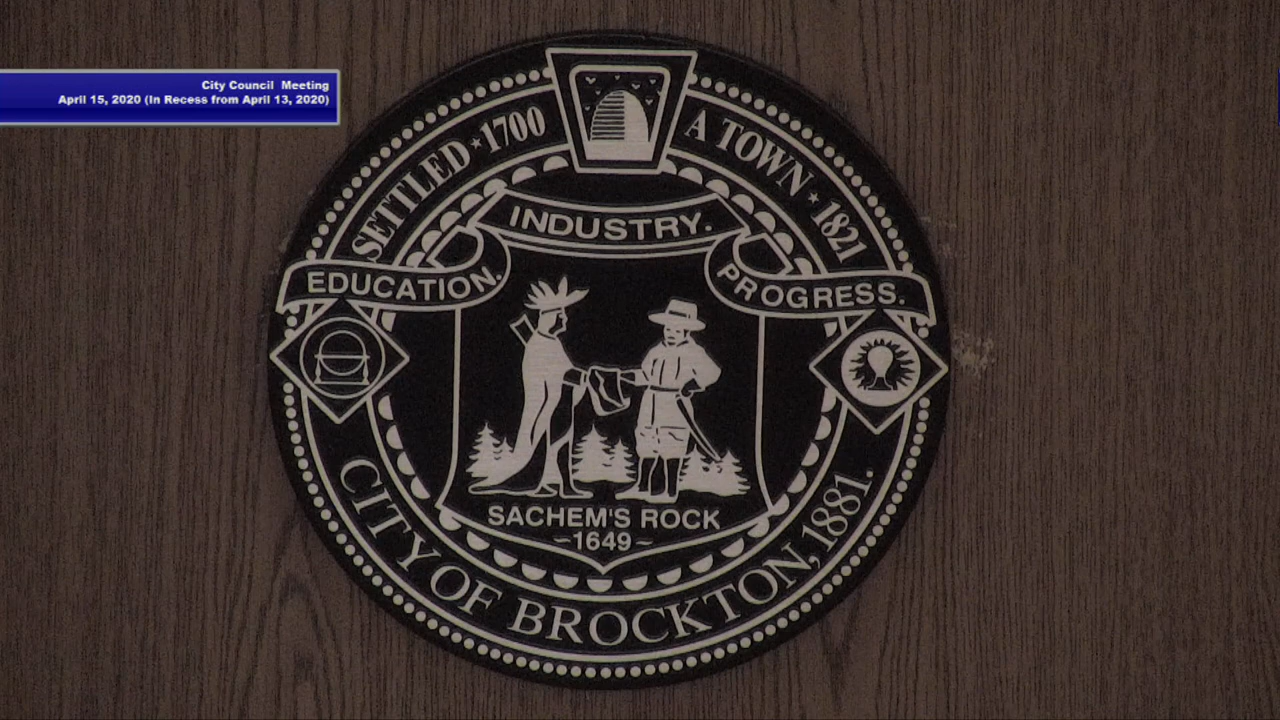 City Council Meeting
April 15, 2020 (In Recess from April 13, 2020)
SETTLED ★ 1700
A TOWN ★ 1821
INDUSTRY.
EDUCATION.
PROGRESS.
SACHEM'S ROCK
~1649~
CITY OF BROCKTON, 1881.